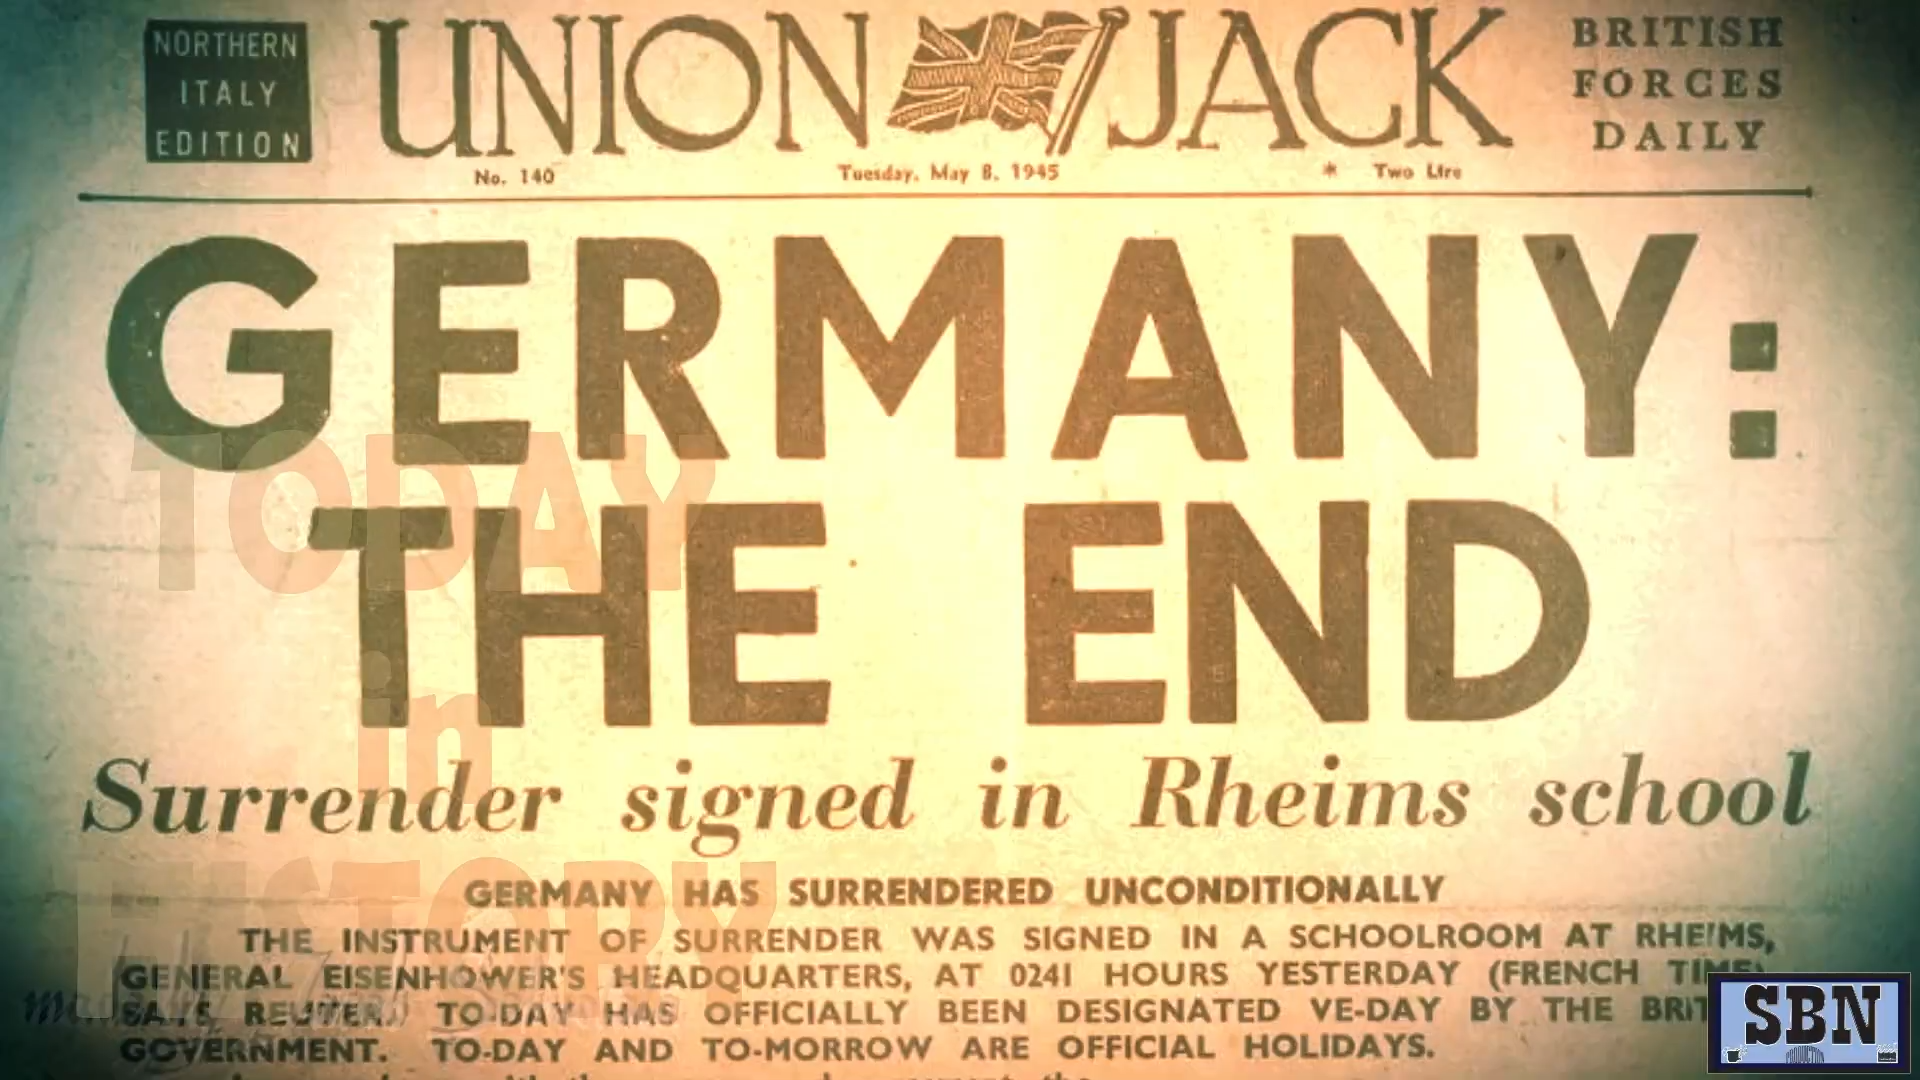 NORTHERN
ITALY
EDITION
UNION JACK
BRITISH
FORCES
DAILY
No. 140
Tuesday, May 8, 1945
* Two Lire
GERMANY:
THE END
Surrender signed in Rheims school
GERMANY HAS SURRENDERED UNCONDITIONALLY
THE INSTRUMENT OF SURRENDER WAS SIGNED IN A SCHOOLROOM AT RHEIMS,
GENERAL EISENHOWER'S HEADQUARTERS, AT 0241 HOURS YESTERDAY (FRENCH TIME),
SAYS REUTER. TO-DAY HAS OFFICIALLY BEEN DESIGNATED VE-DAY BY THE BRIT
GOVERNMENT. TO-DAY AND TO-MORROW ARE OFFICIAL HOLIDAYS.
TODAY
in
HISTORY
SBN